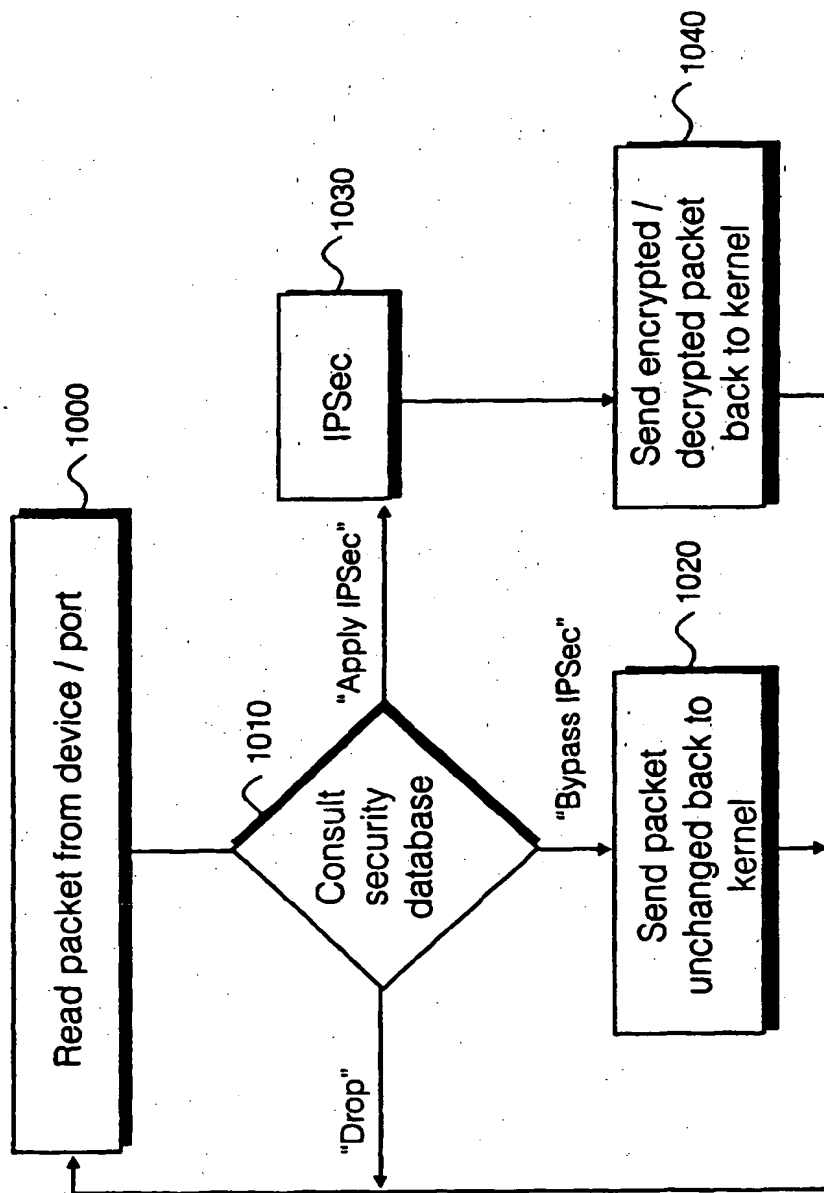 Read packet from device / port
1000
1010
Consult
security
database
"Drop"
"Apply IPSec"
IPSec
1030
"Bypass IPSec"
Send packet
unchanged back to
kernel
1020
Send encrypted /
decrypted packet
back to kernel
1040